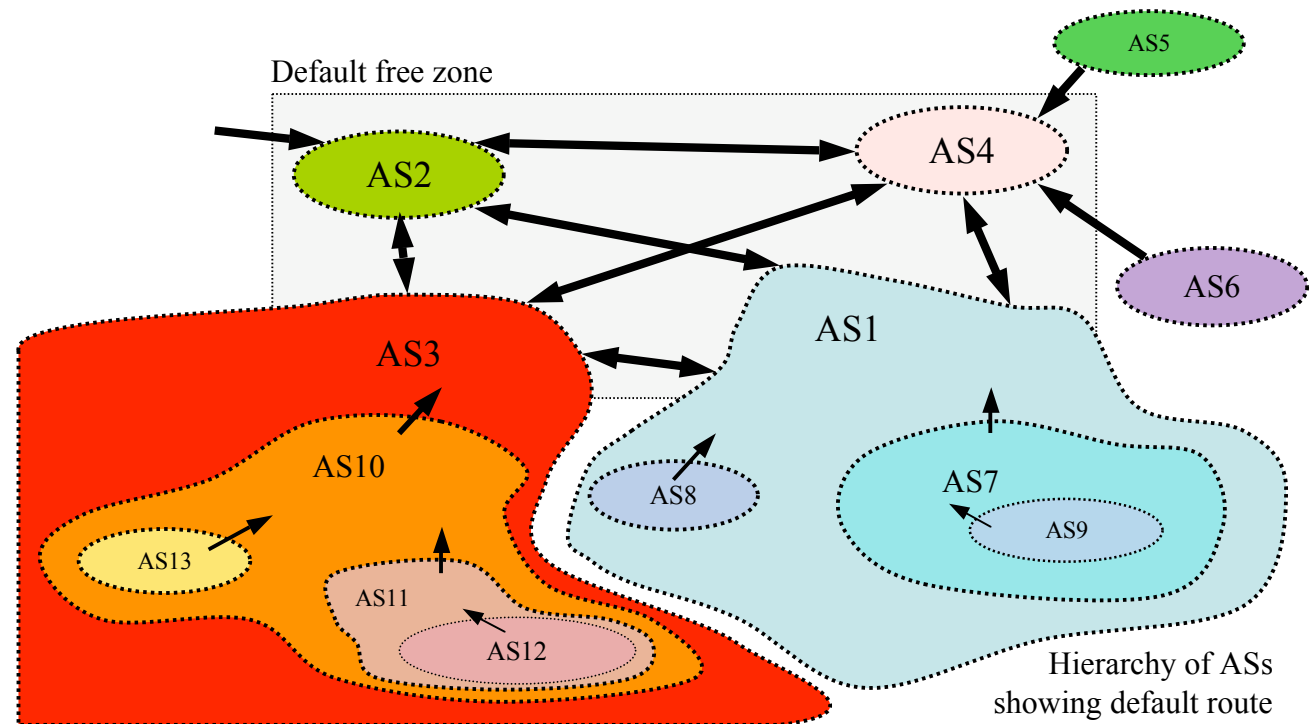 AS5
Default free zone
AS4
AS2
AS6
AS1
AS3
AS10
AS7
AS8
AS9
AS13
AS11
AS12
Hierarchy of ASs
showing default route